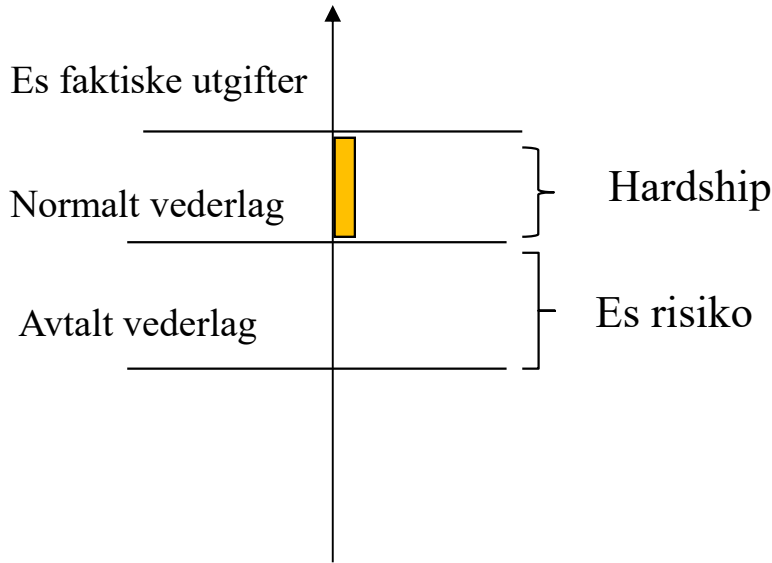 Es faktiske utgifter
Hardship
Normalt vederlag
Es risiko
Avtalt vederlag